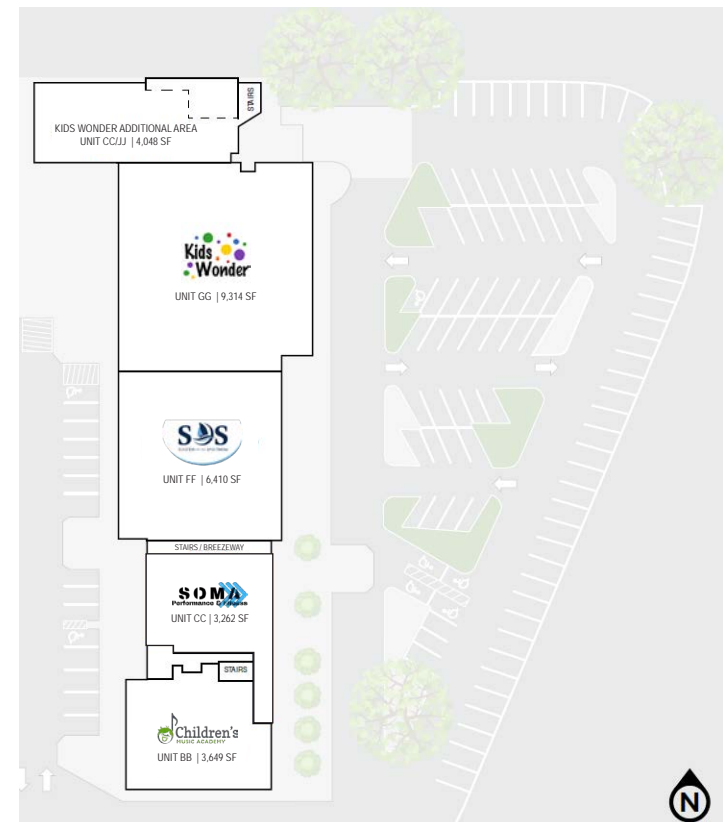 STAIRS
KIDS WONDER ADDITIONAL AREA
UNIT CC/JJ | 4,048 SF
Kids
Wonder
UNIT GG | 9,314 SF
SOS
UNIT FF | 6,410 SF
STAIRS / BREEZEWAY
SOMA
Performance & Fitness
UNIT CC | 3,262 SF
STAIRS
Children's
MUSIC ACADEMY
UNIT BB | 3,649 SF
N